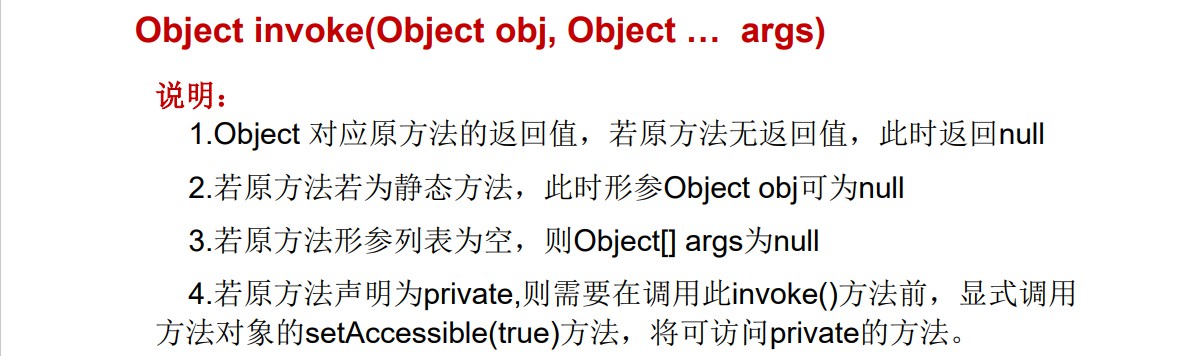 Object invoke(Object obj, Object … args)
说明：
1.Object 对应原方法的返回值，若原方法无返回值，此时返回null
2.若原方法若为静态方法，此时形参Object obj可为null
3.若原方法形参列表为空，则Object[] args为null
4.若原方法声明为private,则需要在调用此invoke()方法前，显式调用
方法对象的setAccessible(true)方法，将可访问private的方法。